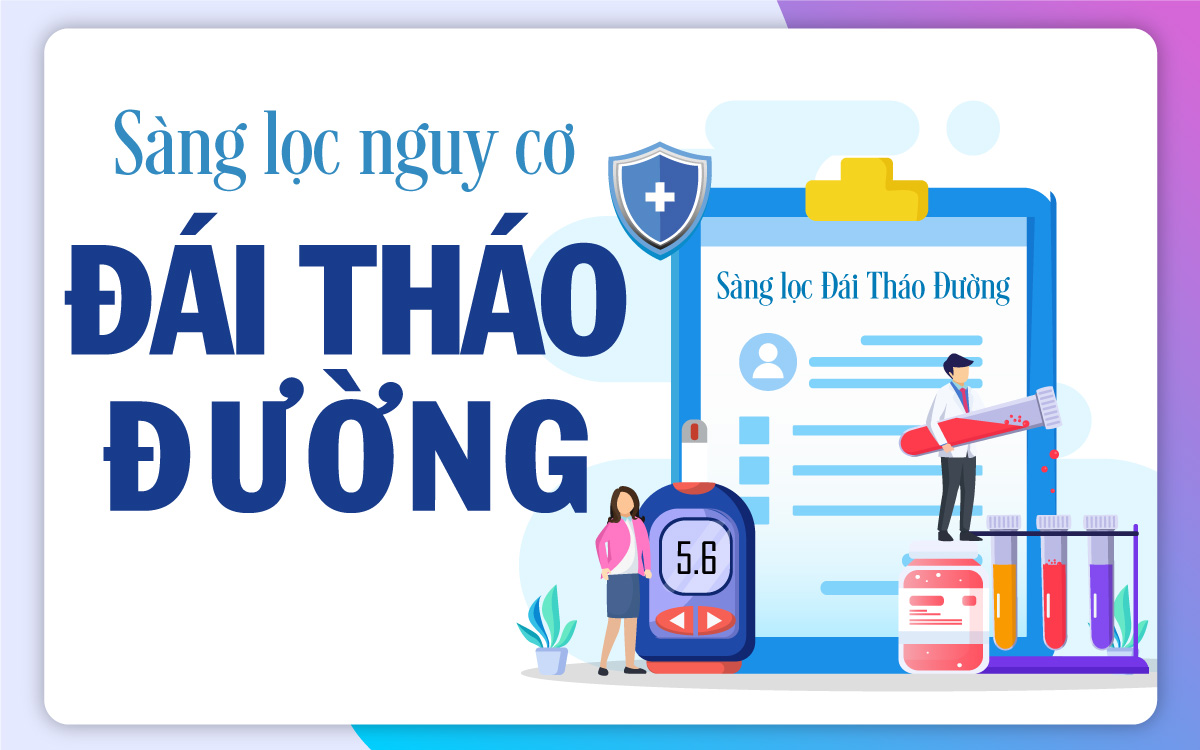 Sàng lọc nguy cơ
ĐÁI THÁO
ĐƯỜNG
Sàng lọc Đái Tháo Đường
5.6